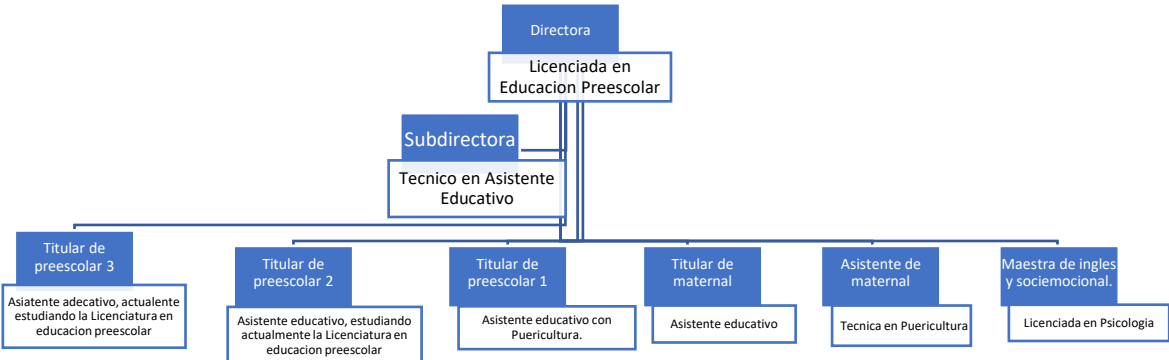 Directora
Licenciada en
Educacion Preescolar
Subdirectora
Tecnico en Asistente
Educativo
Titular de
preescolar 3
Asiatente adecativo, actualente
estudiando la Licenciatura en
educacion preescolar
Titular de
preescolar 2
Asistente educativo, estudiando
actualmente la Licenciatura en
educacion preescolar
Titular de
preescolar 1
Asistente educativo con
Puericultura.
Titular de
maternal
Asistente educativo
Asistente de
maternal
Tecnica en Puericultura
Maestra de ingles
y sociemocional.
Licenciada en Psicologia